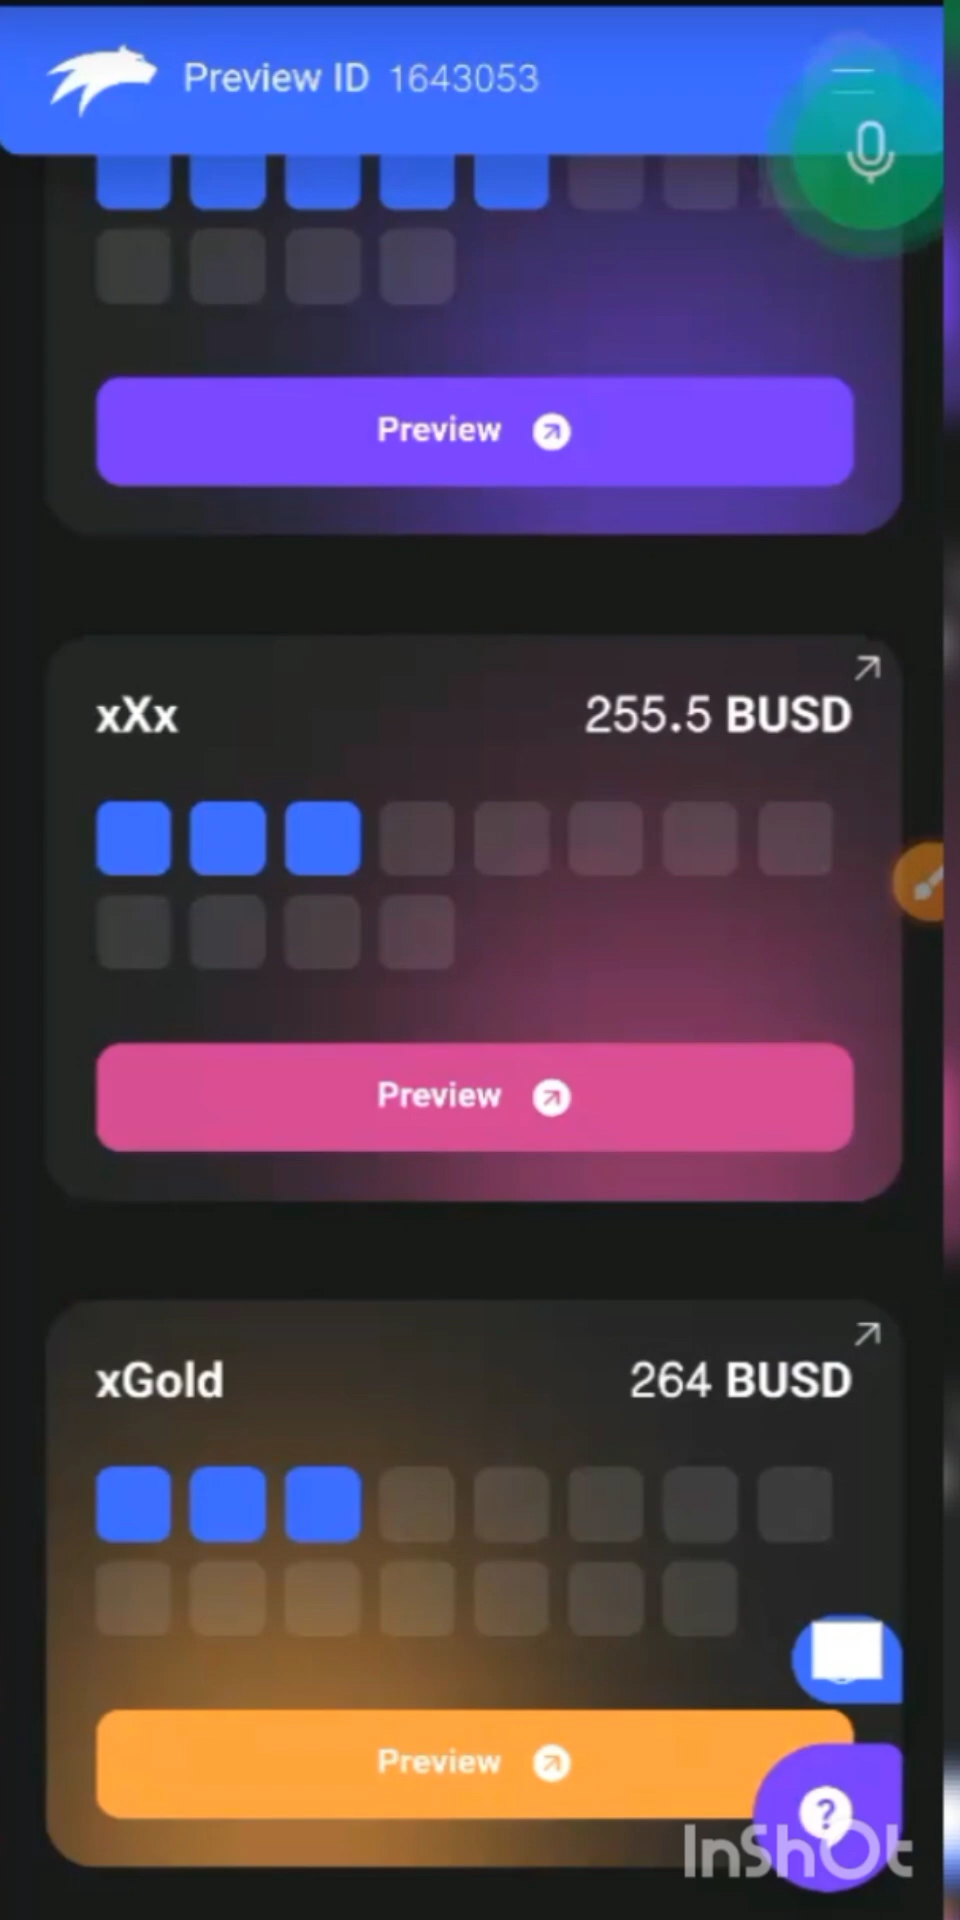 Preview ID 1643053
Preview
xXx 255.5 BUSD
Preview
xGold 264 BUSD
Preview
?
InShOt